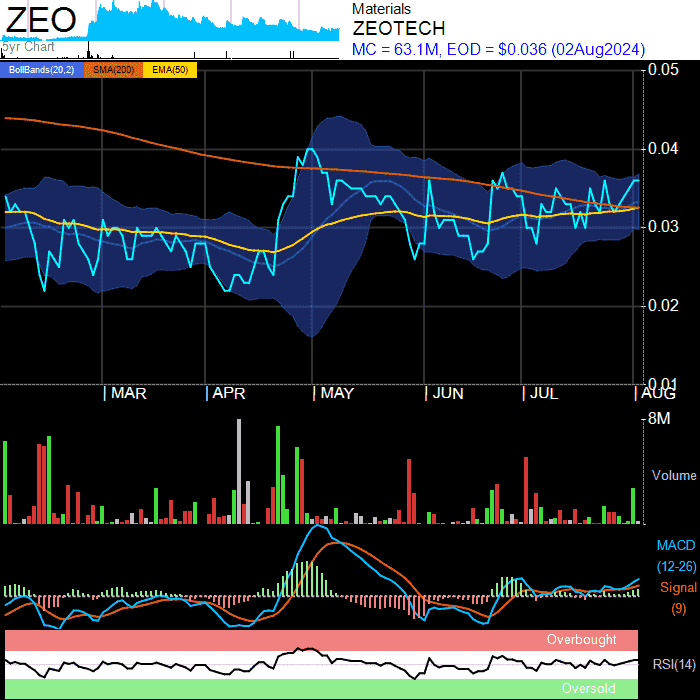 ZEO
5yr Chart
Materials
ZEOTECH
MC = 63.1M, EOD = $0.036 (02Aug2024)
BollBands(20,2) SMA(200) EMA(50)
0.05
0.04
0.03
0.02
0.01
MAR APR MAY JUN JUL AUG
8M
Volume
MACD
(12-26)
Signal
(9)
Overbought
RSI(14)
Oversold